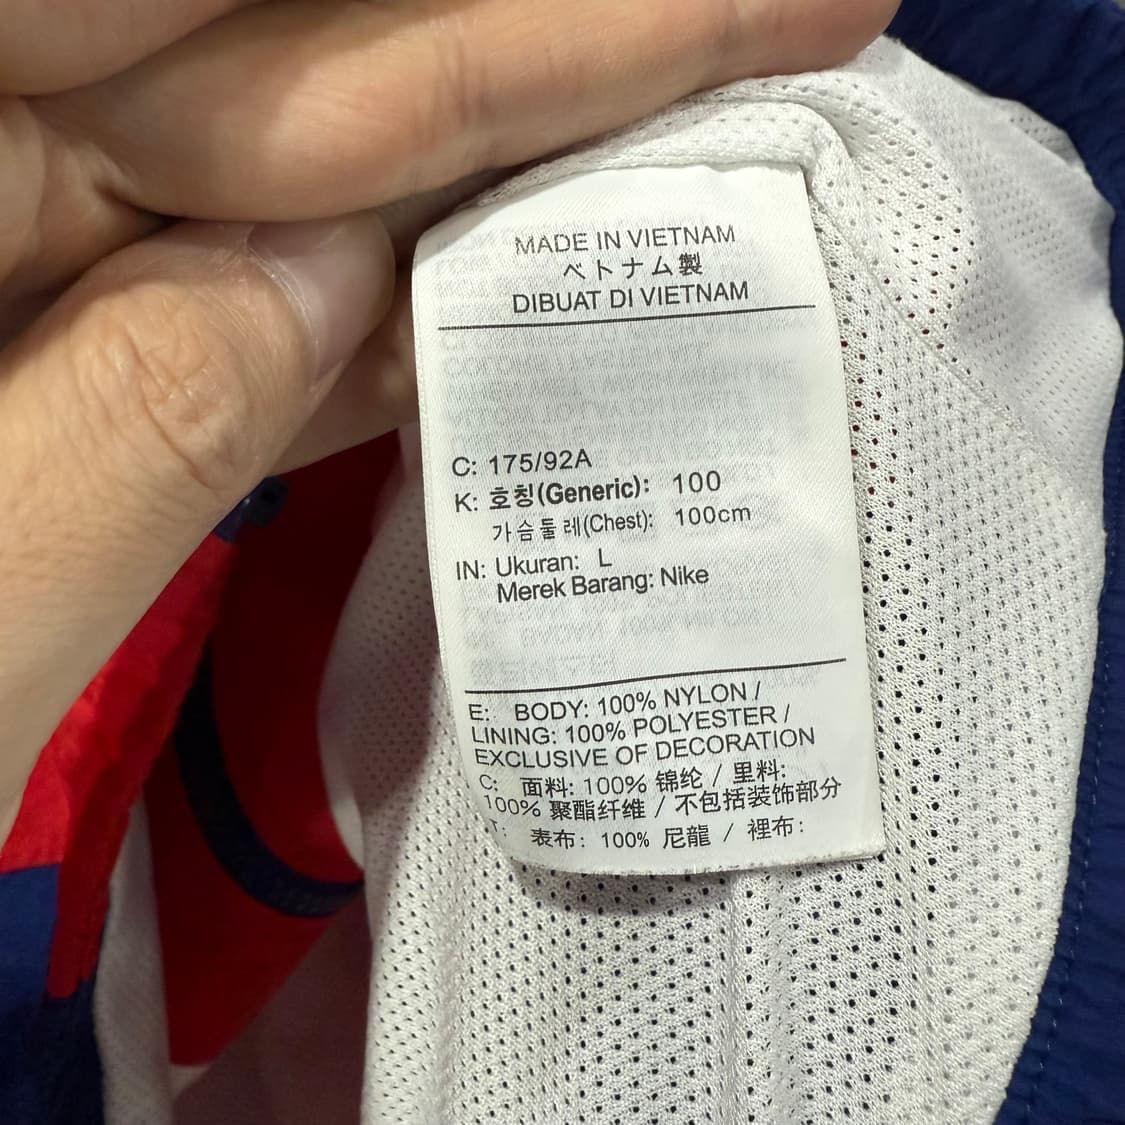 MADE IN VIETNAM
ベトナム製
DIBUAT DI VIETNAM
C: 175/92A
K: 호칭(Generic): 100
가슴둘레(Chest): 100cm
IN: Ukuran: L
Merek Barang: Nike
E: BODY: 100% NYLON /
LINING: 100% POLYESTER /
EXCLUSIVE OF DECORATION
C: 面料: 100% 锦纶 / 里料:
100% 聚酯纤维 / 不包括装饰部分
T: 表布: 100% 尼龍 / 裡布: